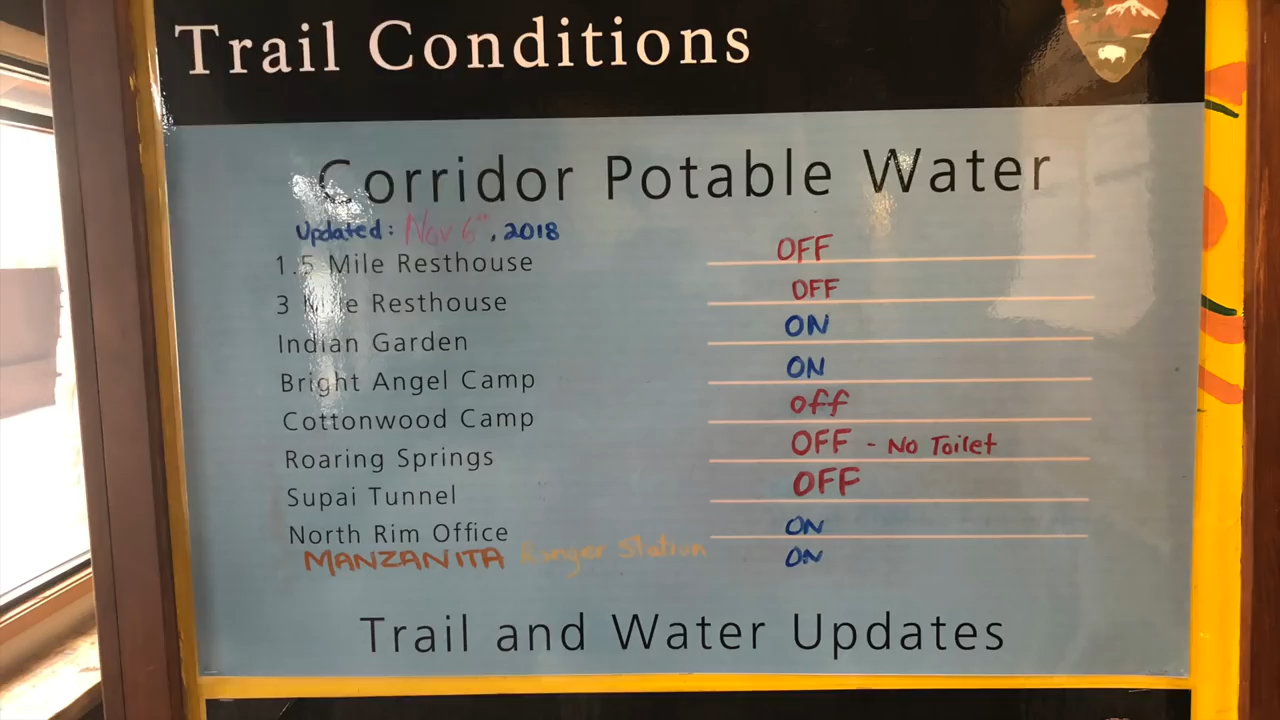 Trail Conditions
Corridor Potable Water
Updated: Nov 6th, 2018
1.5 Mile Resthouse OFF
3 Mile Resthouse OFF
Indian Garden ON
Bright Angel Camp ON
Cottonwood Camp off
Roaring Springs OFF - No Toilet
Supai Tunnel OFF
North Rim Office ON
MANZANITA Ranger Station ON
Trail and Water Updates